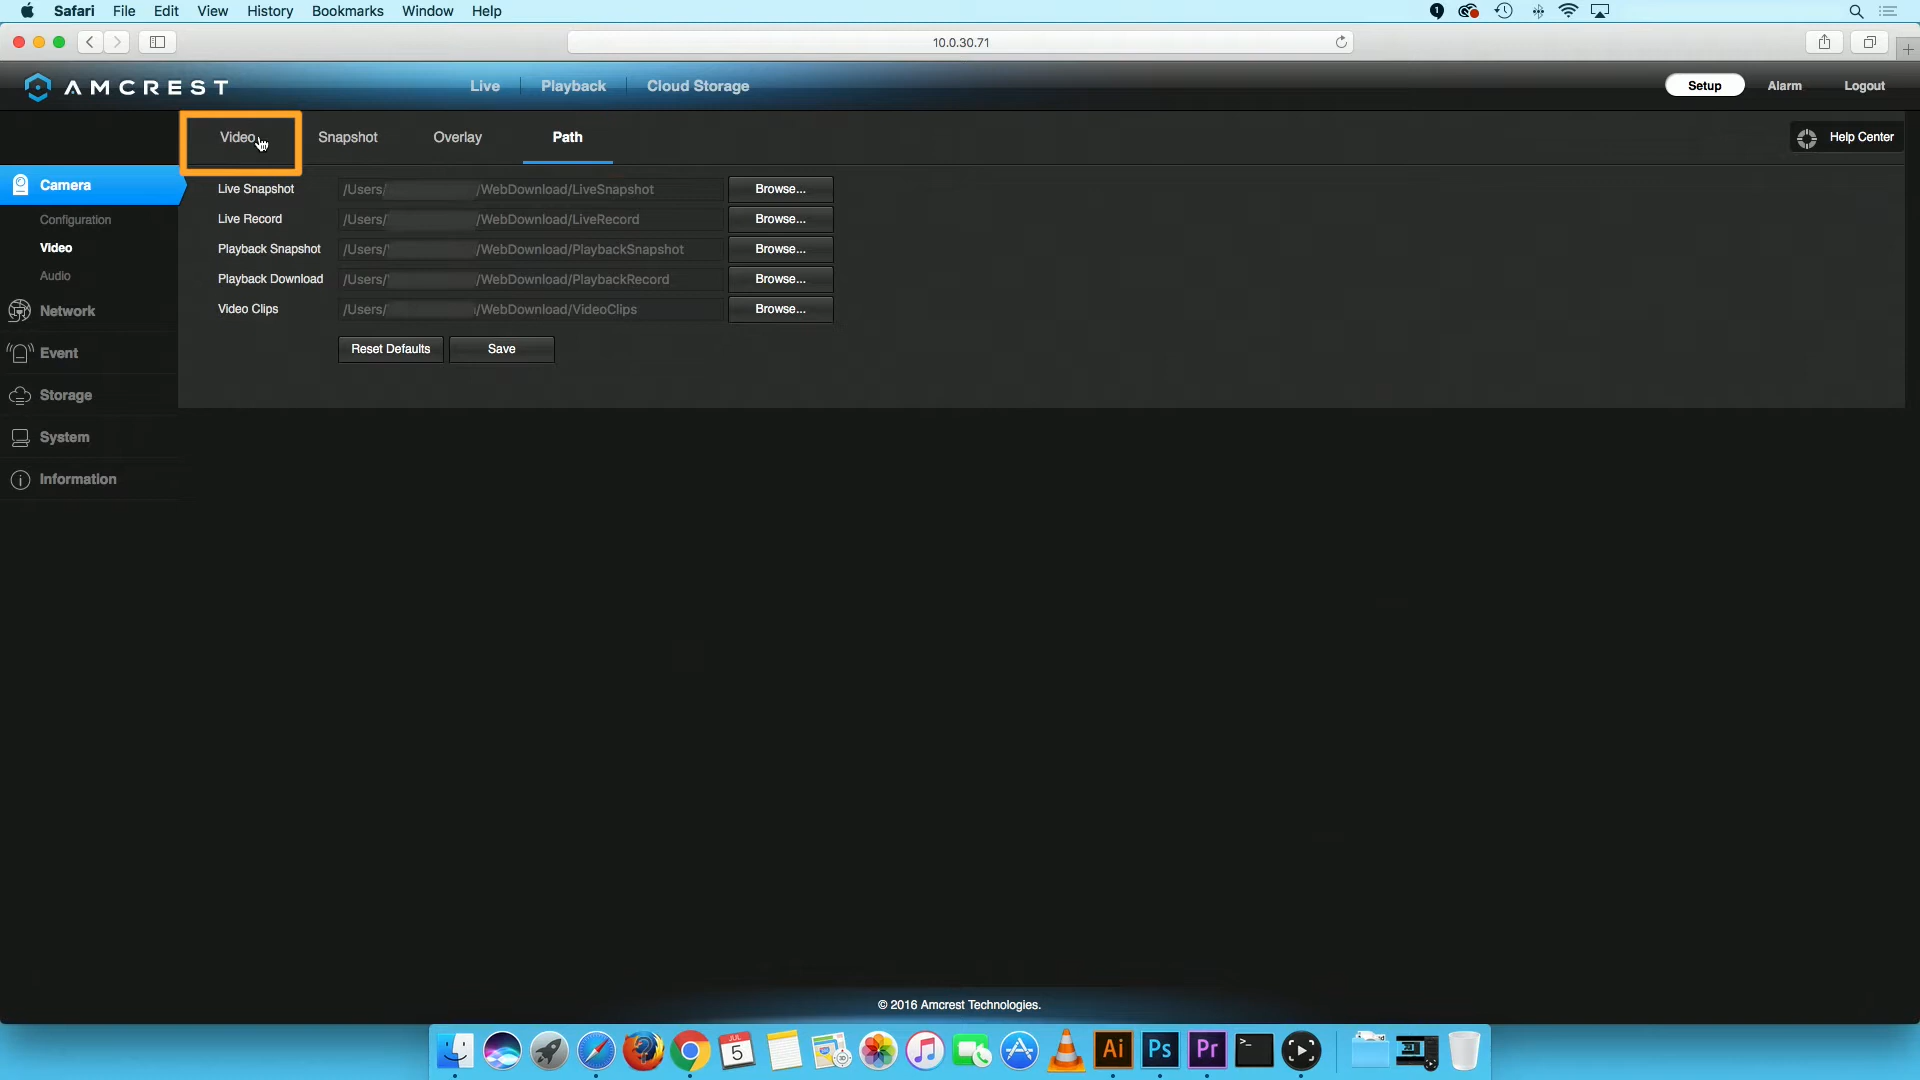 Safari File Edit View History Bookmarks Window Help
10.0.30.71
AMCREST
Live Playback Cloud Storage
Setup Alarm Logout
Video Snapshot Overlay Path
Help Center
Camera
Configuration
Video
Audio
Network
Event
Storage
System
Information
Live Snapshot /Users/ /WebDownload/LiveSnapshot Browse...
Live Record /Users/ /WebDownload/LiveRecord Browse...
Playback Snapshot /Users/ /WebDownload/PlaybackSnapshot Browse...
Playback Download /Users/ /WebDownload/PlaybackRecord Browse...
Video Clips /Users/ /WebDownload/VideoClips Browse...
Reset Defaults Save
© 2016 Amcrest Technologies.
JUL
5
3D
Ai Ps Pr